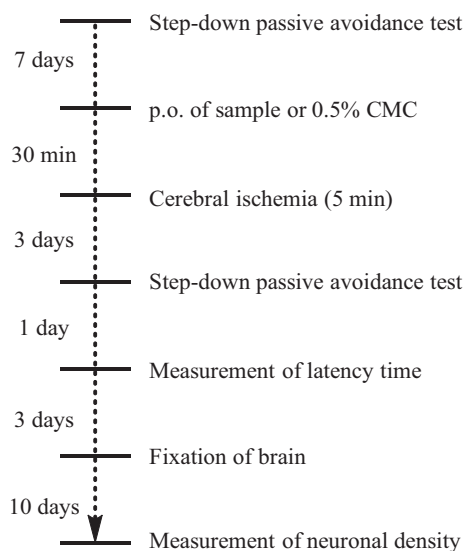 Step-down passive avoidance test
7 days
p.o. of sample or 0.5% CMC
30 min
Cerebral ischemia (5 min)
3 days
Step-down passive avoidance test
1 day
Measurement of latency time
3 days
Fixation of brain
10 days
Measurement of neuronal density